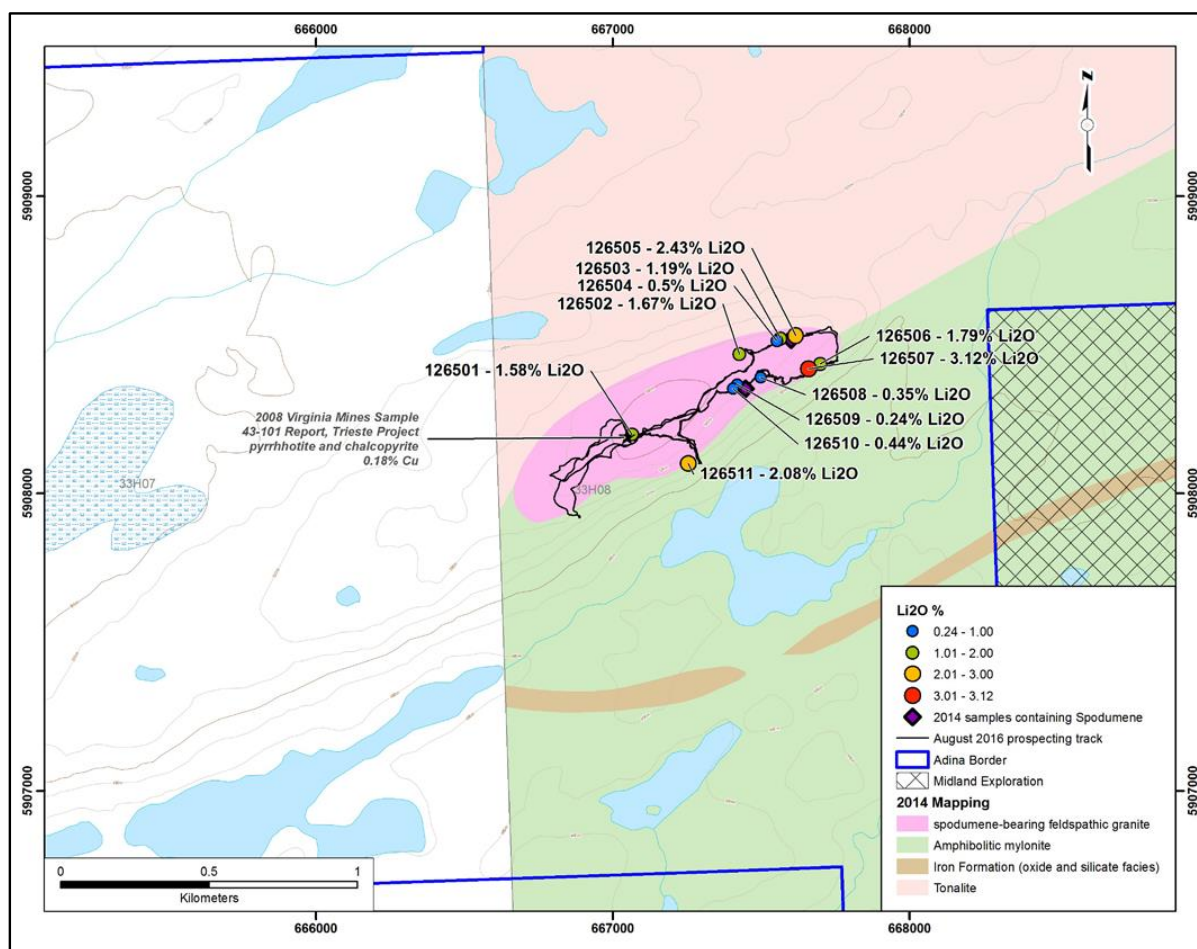 666000
667000
668000
5909000
5909000
126505 - 2.43% Li2O
126503 - 1.19% Li2O
126504 - 0.5% Li2O
126502 - 1.67% Li2O
126506 - 1.79% Li2O
126507 - 3.12% Li2O
126501 - 1.58% Li2O
126508 - 0.35% Li2O
126509 - 0.24% Li2O
126510 - 0.44% Li2O
2008 Virginia Mines Sample
43-101 Report, Trieste Project
pyrrhhotite and chalcopyrite
0.18% Cu
126511 - 2.08% Li2O
33H07
33H08
5908000
5908000
Li2O %
0.24 - 1.00
1.01 - 2.00
2.01 - 3.00
3.01 - 3.12
2014 samples containing Spodumene
August 2016 prospecting track
Adina Border
Midland Exploration
2014 Mapping
spodumene-bearing feldspathic granite
Amphibolitic mylonite
Iron Formation (oxide and silicate facies)
Tonalite
5907000
5907000
0 0.5 1
Kilometers
666000
667000
668000